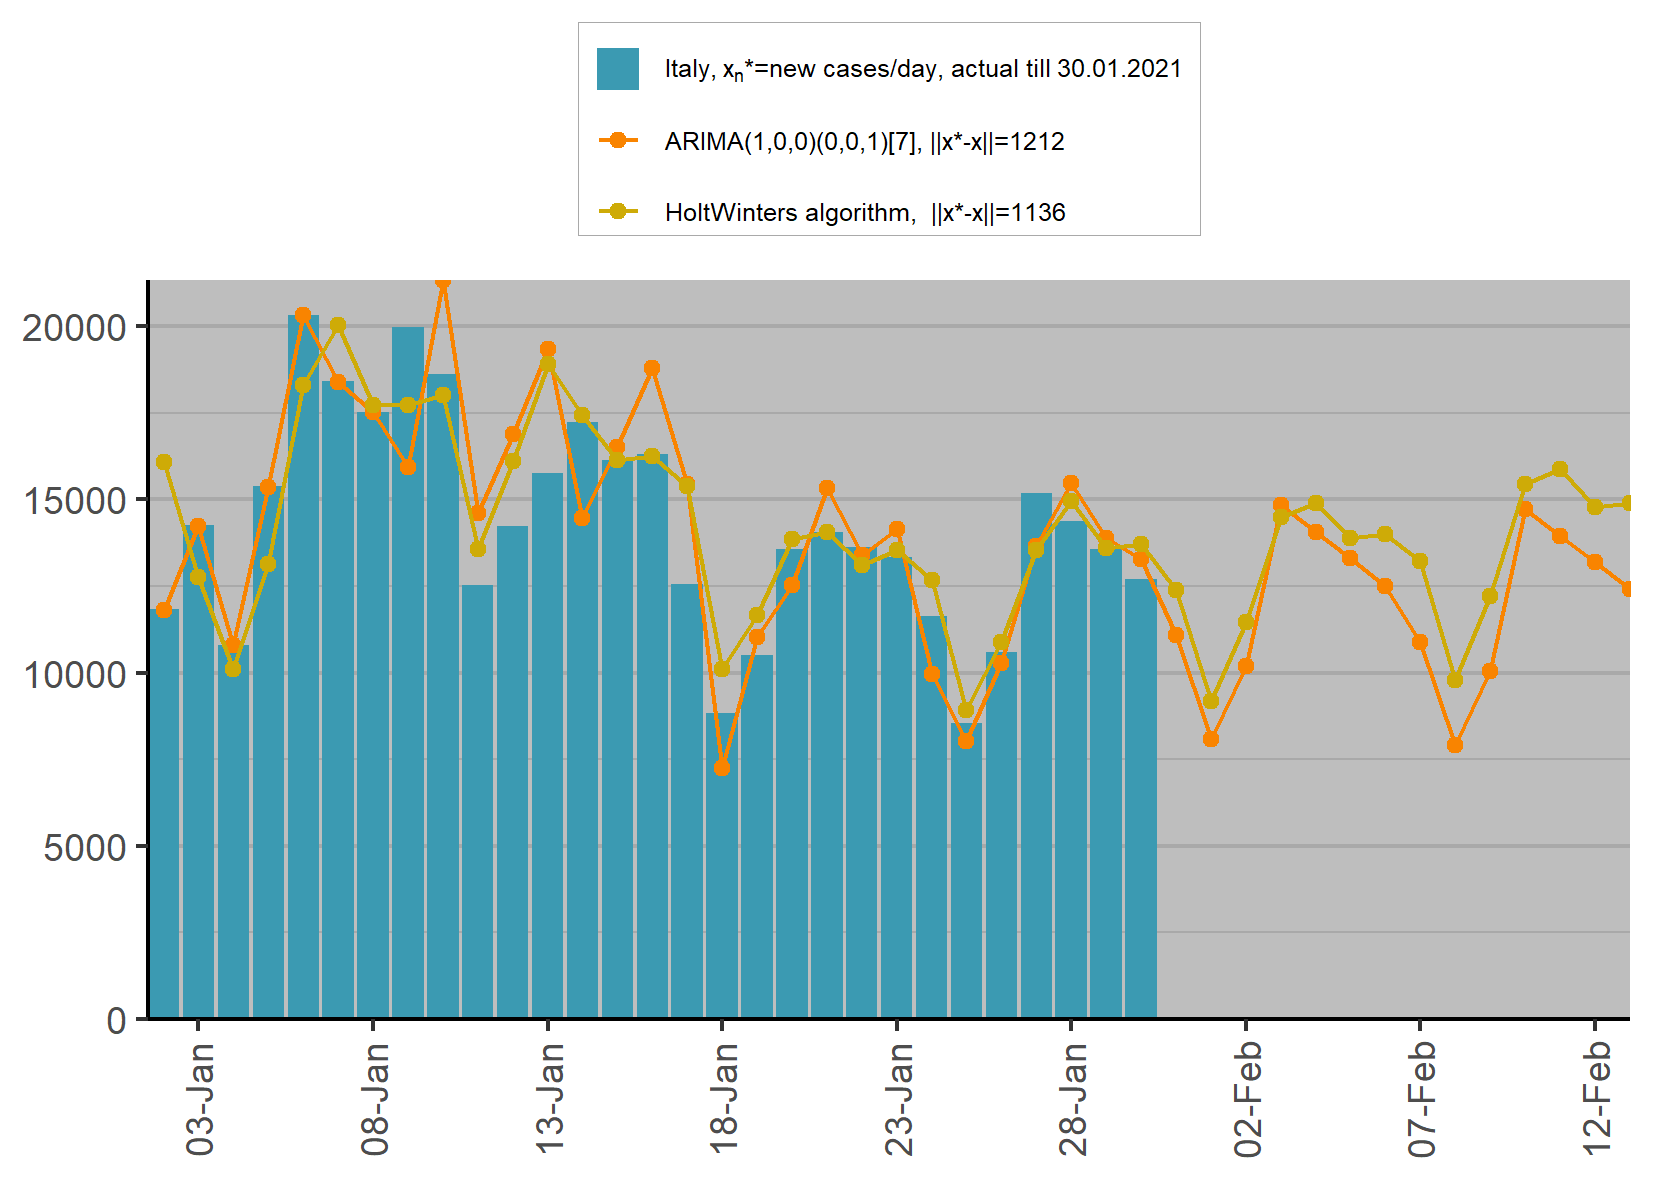 Italy, xₙ*=new cases/day, actual till 30.01.2021
ARIMA(1,0,0)(0,0,1)[7], ||x*-x||=1212
HoltWinters algorithm,  ||x*-x||=1136
20000
15000
10000
5000
0
03-Jan
08-Jan
13-Jan
18-Jan
23-Jan
28-Jan
02-Feb
07-Feb
12-Feb